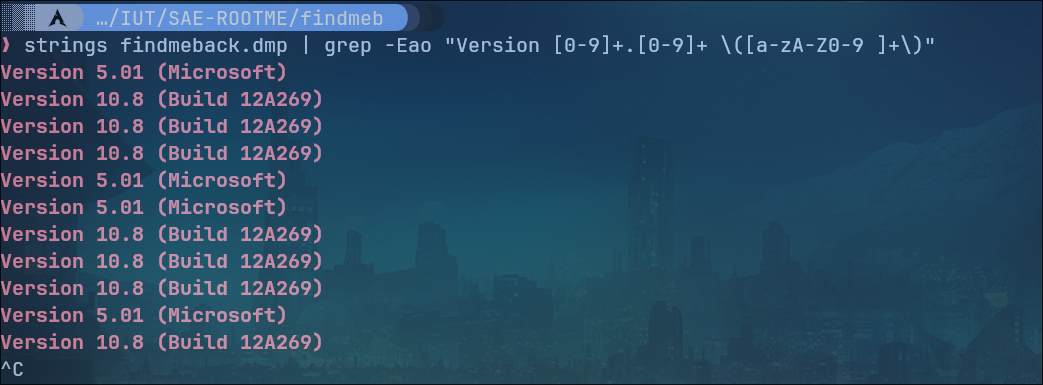 …/IUT/SAE-ROOTME/findmeb
❯ strings findmeback.dmp | grep -Eao "Version [0-9]+.[0-9]+ \([a-zA-Z0-9 ]+\)"
Version 5.01 (Microsoft)
Version 10.8 (Build 12A269)
Version 10.8 (Build 12A269)
Version 10.8 (Build 12A269)
Version 5.01 (Microsoft)
Version 5.01 (Microsoft)
Version 10.8 (Build 12A269)
Version 10.8 (Build 12A269)
Version 10.8 (Build 12A269)
Version 5.01 (Microsoft)
Version 10.8 (Build 12A269)
^C